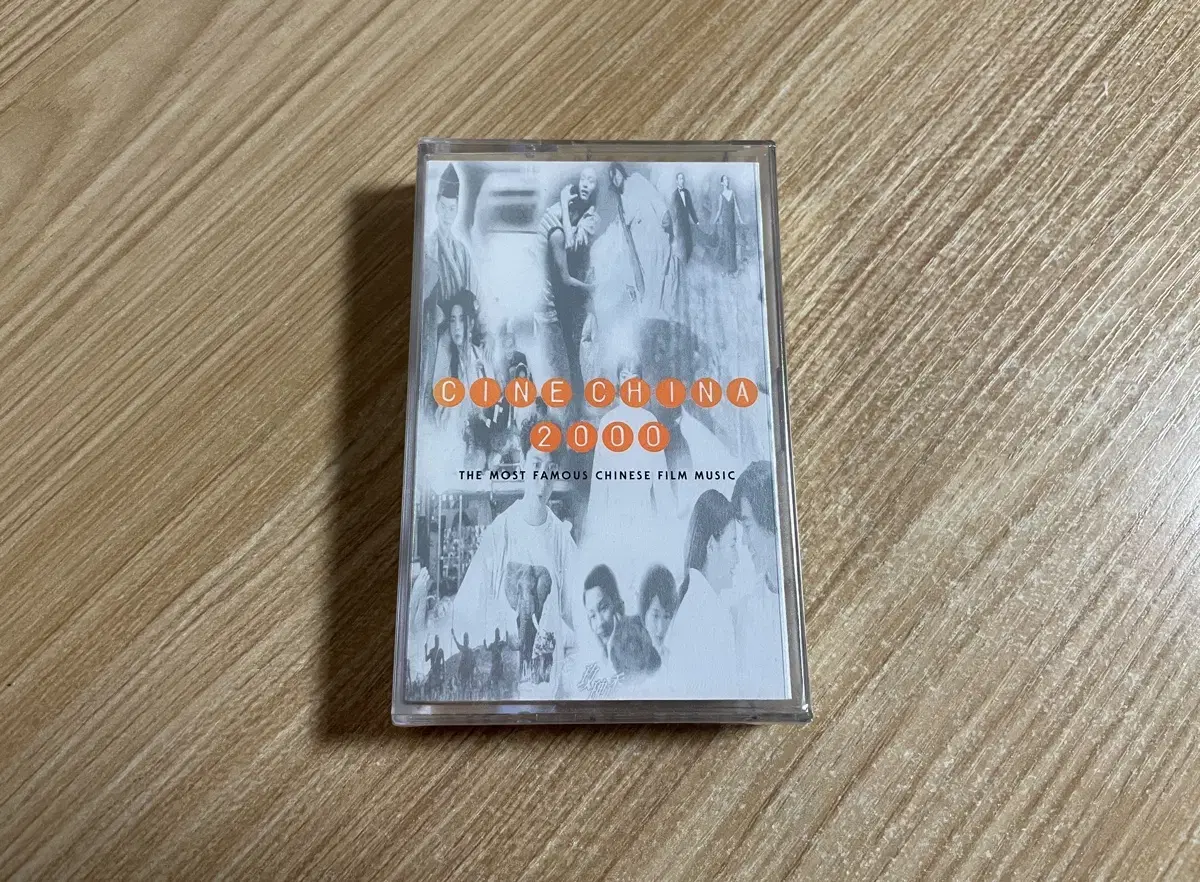 CINE CHINA
2000
THE MOST FAMOUS CHINESE FILM MUSIC